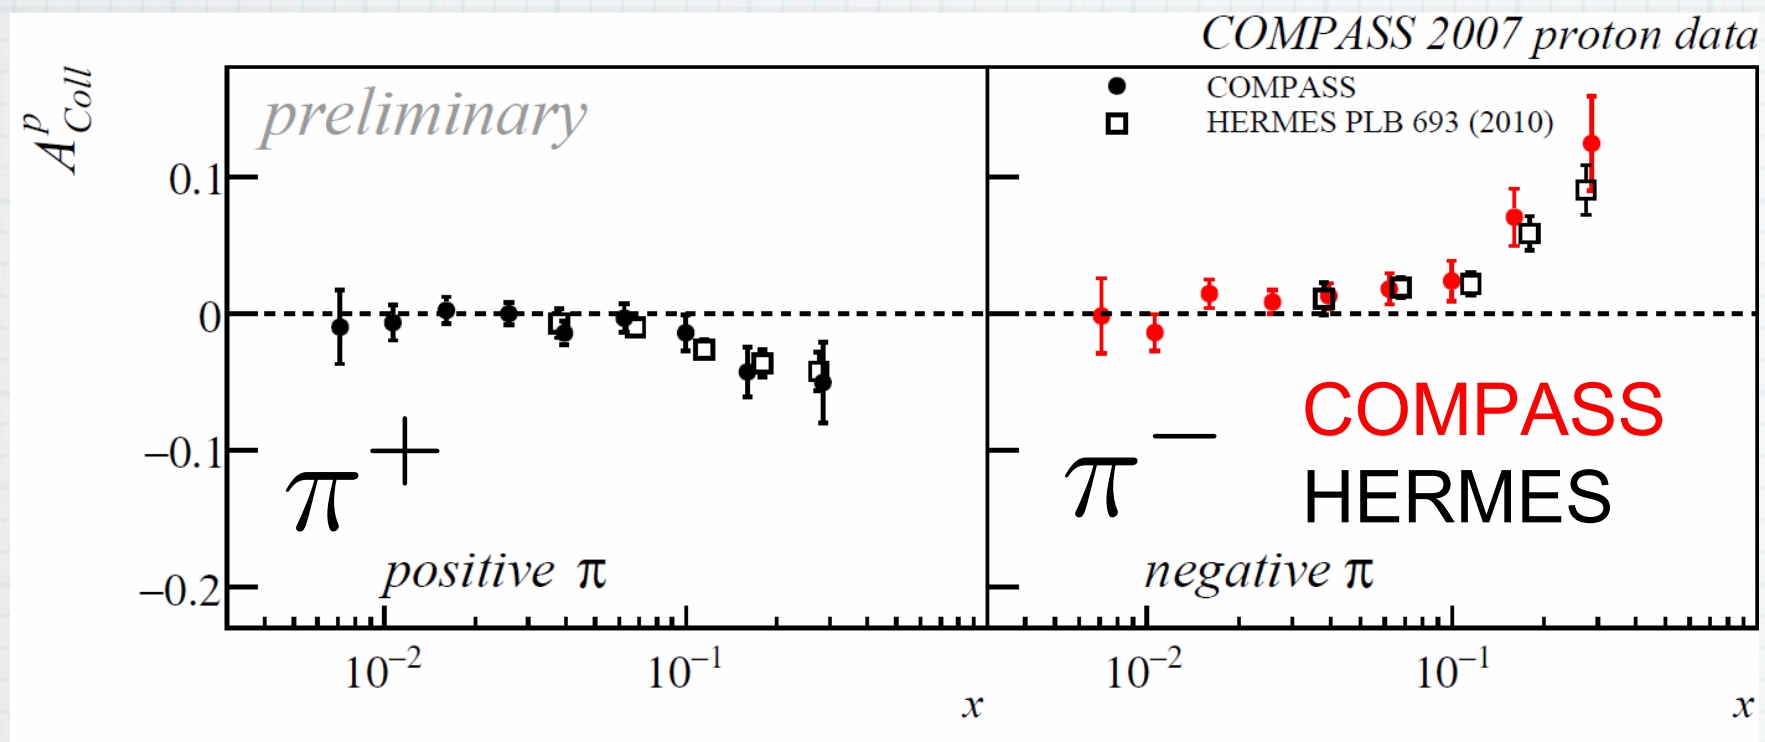 COMPASS 2007 proton data
A^p_Coll
preliminary
COMPASS
HERMES PLB 693 (2010)
0.1
0
−0.1
−0.2
π+
positive π
π−
COMPASS
HERMES
negative π
10⁻² 10⁻¹ 10⁻² 10⁻¹
x x